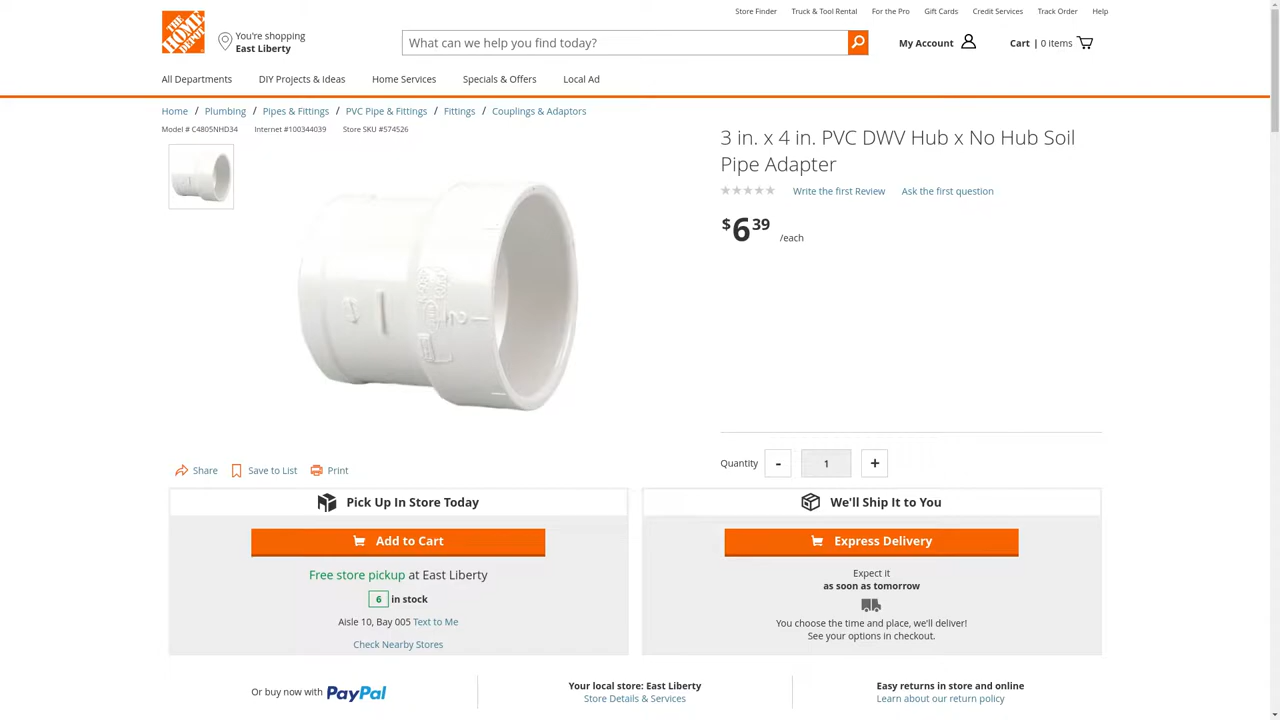 Store Finder Truck & Tool Rental For the Pro Gift Cards Credit Services Track Order Help
THE HOME DEPOT
You're shopping
East Liberty
What can we help you find today?
My Account
Cart | 0 items
All Departments DIY Projects & Ideas Home Services Specials & Offers Local Ad
Home / Plumbing / Pipes & Fittings / PVC Pipe & Fittings / Fittings / Couplings & Adaptors
Model # C4805NHD34 Internet #100344039 Store SKU #574526
3 in. x 4 in. PVC DWV Hub x No Hub Soil
Pipe Adapter
Write the first Review Ask the first question
$6 39 /each
Quantity - 1 +
Share Save to List Print
Pick Up In Store Today
Add to Cart
Free store pickup at East Liberty
6 in stock
Aisle 10, Bay 005 Text to Me
Check Nearby Stores
We'll Ship It to You
Express Delivery
Expect it
as soon as tomorrow
You choose the time and place, we'll deliver!
See your options in checkout.
Or buy now with PayPal
Your local store: East Liberty
Store Details & Services
Easy returns in store and online
Learn about our return policy